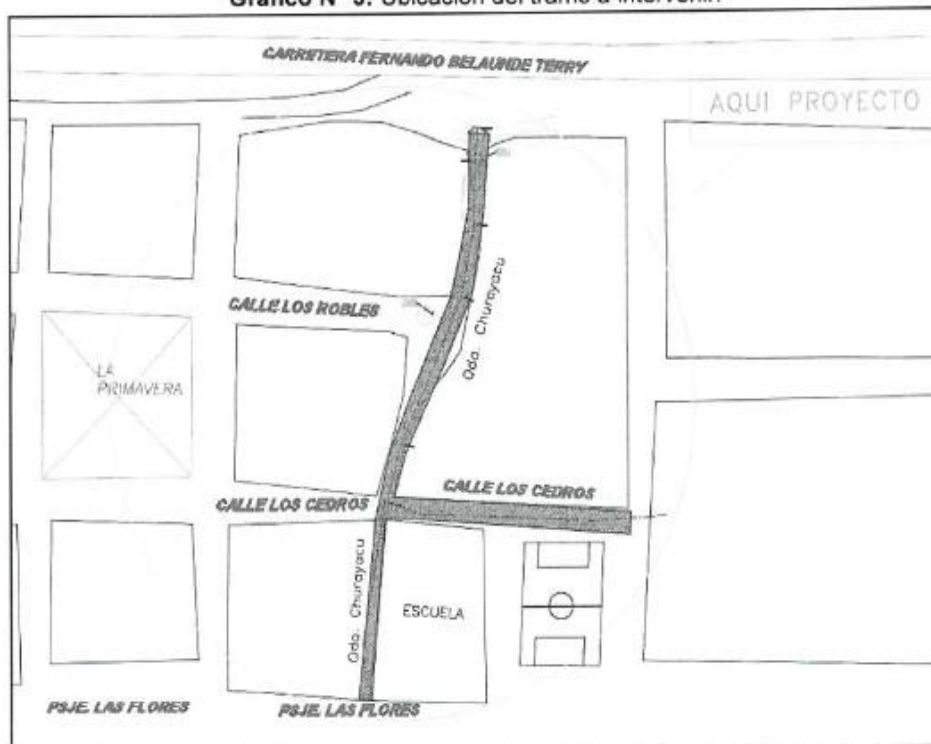 CARRETERA FERNANDO BELAUNDE TERRY
AQUI PROYECTO
Qda. Churayacu
CALLE LOS ROBLES
LA
PRIMAVERA
CALLE LOS CEDROS
CALLE LOS CEDROS
Qda. Churayacu
ESCUELA
PSJE. LAS FLORES
PSJE. LAS FLORES